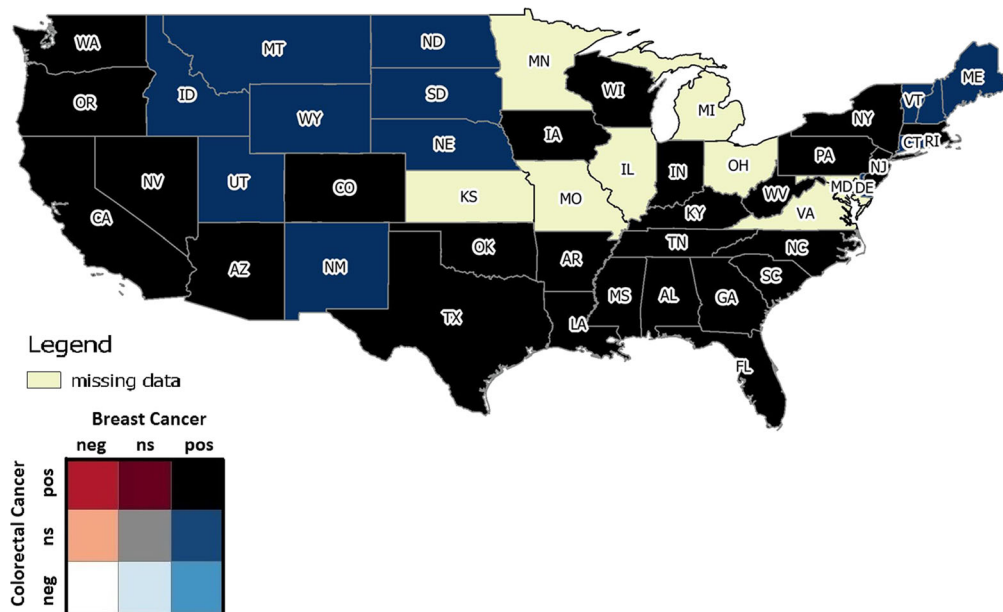 WA
MT
ND
MN
ME
VT
OR
ID
SD
WI
MI
NY
WY
CT RI
IA
PA
NE
NJ
NV
UT
CO
IL
IN
OH
MD DE
WV
KS
MO
VA
CA
KY
TN
NC
OK
AZ
NM
AR
SC
MS
AL
GA
TX
LA
FL
Legend
missing data
Breast Cancer
neg ns pos
Colorectal Cancer
pos
ns
neg